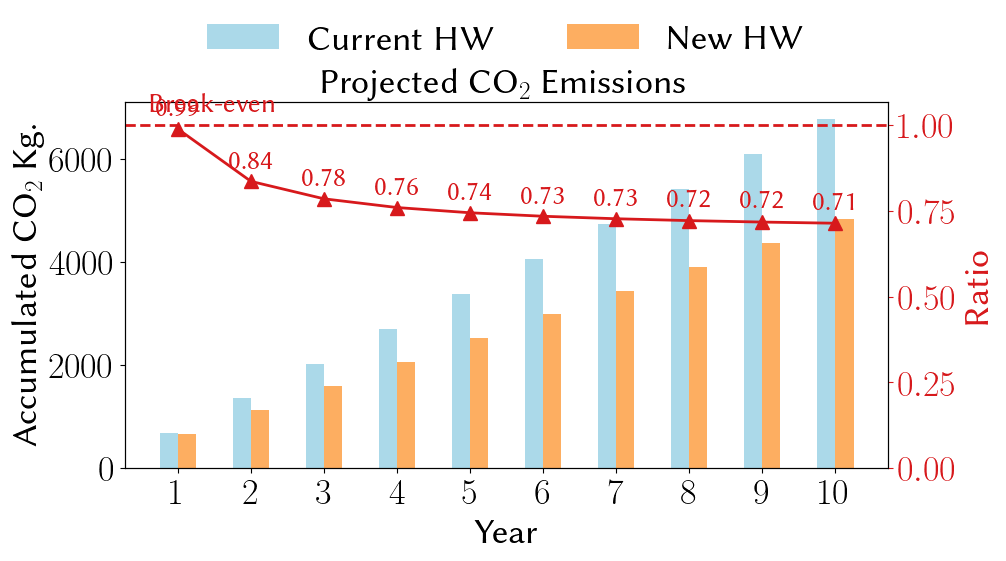 Current HW New HW
Projected CO₂ Emissions
Break-even
0.99
0.84
0.78
0.76
0.74
0.73
0.73
0.72
0.72
0.71
Accumulated CO₂ Kg.
6000
4000
2000
0
1.00
0.75
0.50
0.25
0.00
Ratio
1 2 3 4 5 6 7 8 9 10
Year